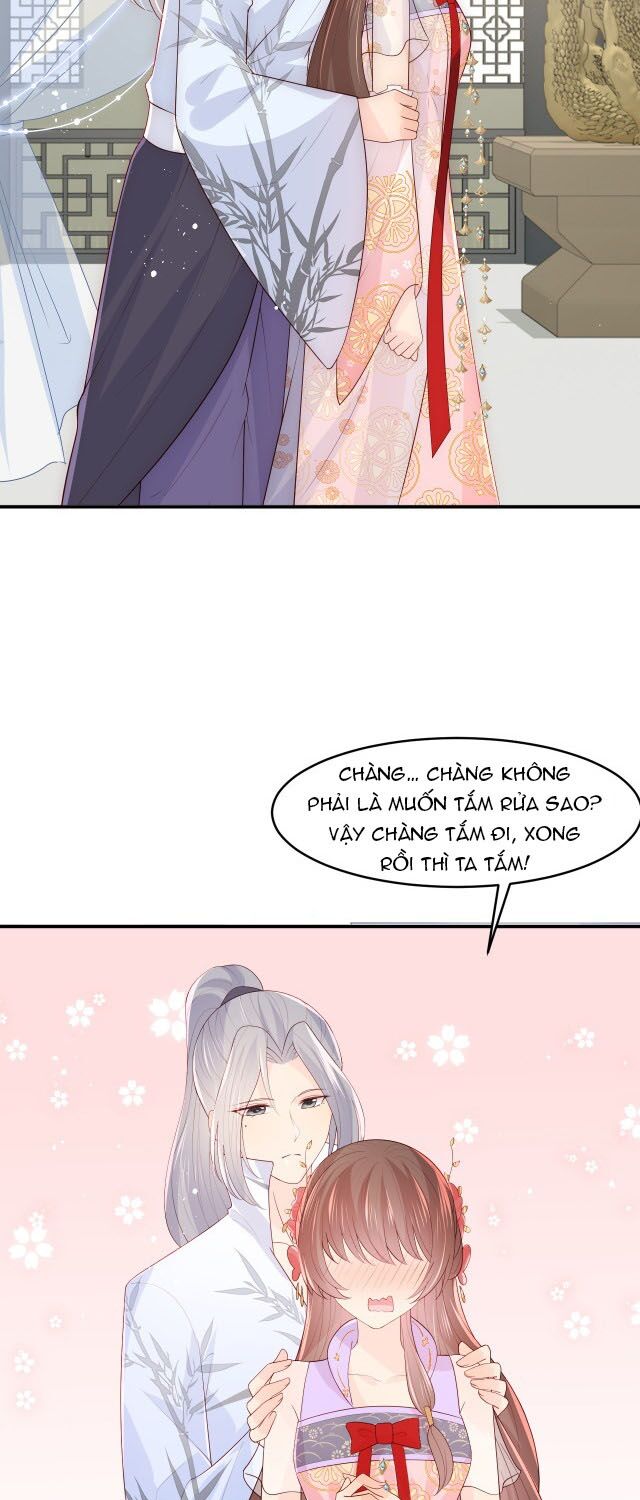 CHÀNG... CHÀNG KHÔNG
PHẢI LÀ MUỐN TẮM RỬA SAO?
VẬY CHÀNG TẮM ĐI, XONG
RỒI THÌ TA TẮM!